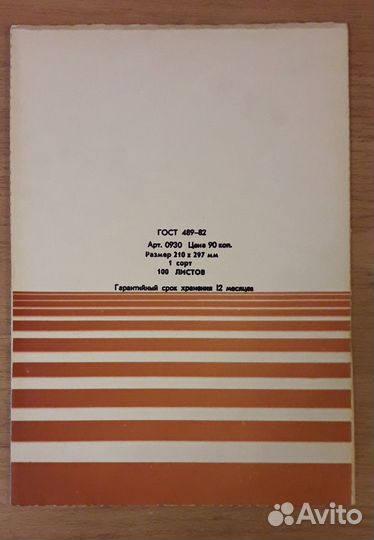 ГОСТ 489-82
Арт. 0930 Цена 90 коп.
Размер 210 х 297 мм
1 сорт
100 ЛИСТОВ
Гарантийный срок хранения 12 месяцев
Avito